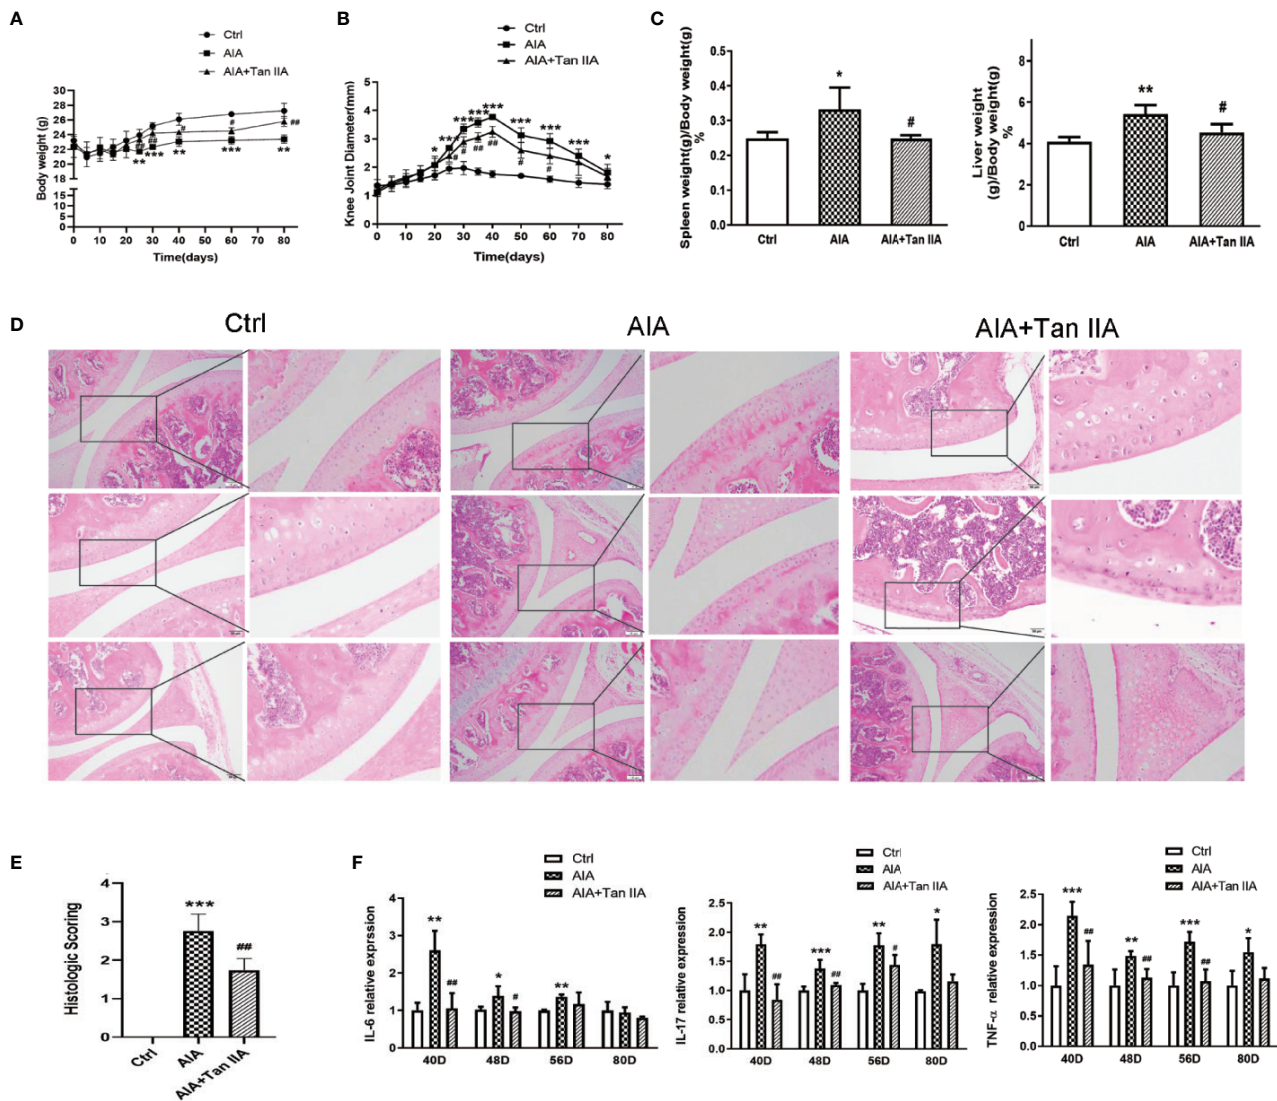 A
Ctrl
AIA
AIA+Tan IIA
Body weight (g)
30
28
26
24
22
20
18
15
10
5
0
0 10 20 30 40 50 60 70 80
Time(days)
** *** ** *** **
## ## # # ##
B
Ctrl
AIA
AIA+Tan IIA
Knee Joint Diameter(mm)
5
4
3
2
1
0
0 10 20 30 40 50 60 70 80
Time(days)
* *** *** *** *** *** *** *** *
# # ## ## # #
C
Spleen weight(g)/Body weight(g)
%
0.5
0.4
0.3
0.2
0.1
0.0
*
#
Ctrl AIA AIA+Tan IIA
Liver weight
(g)/Body weight(g)
%
8
6
4
2
0
**
#
Ctrl AIA AIA+Tan IIA
D
Ctrl AIA AIA+Tan IIA
E
Histologic Scoring
4
3
2
1
0
***
##
Ctrl
AIA
AIA+Tan IIA
F
Ctrl
AIA
AIA+Tan IIA
IL-6 relative exprssion
4
3
2
1
0
** ## * # **
40D 48D 56D 80D
Ctrl
AIA
AIA+Tan IIA
IL-17 relative expression
2.5
2.0
1.5
1.0
0.5
0.0
** ## *** ## ** # *
40D 48D 56D 80D
Ctrl
AIA
AIA+Tan IIA
TNF-α relative expression
2.5
2.0
1.5
1.0
0.5
0.0
*** ## ** ## *** ## *
40D 48D 56D 80D